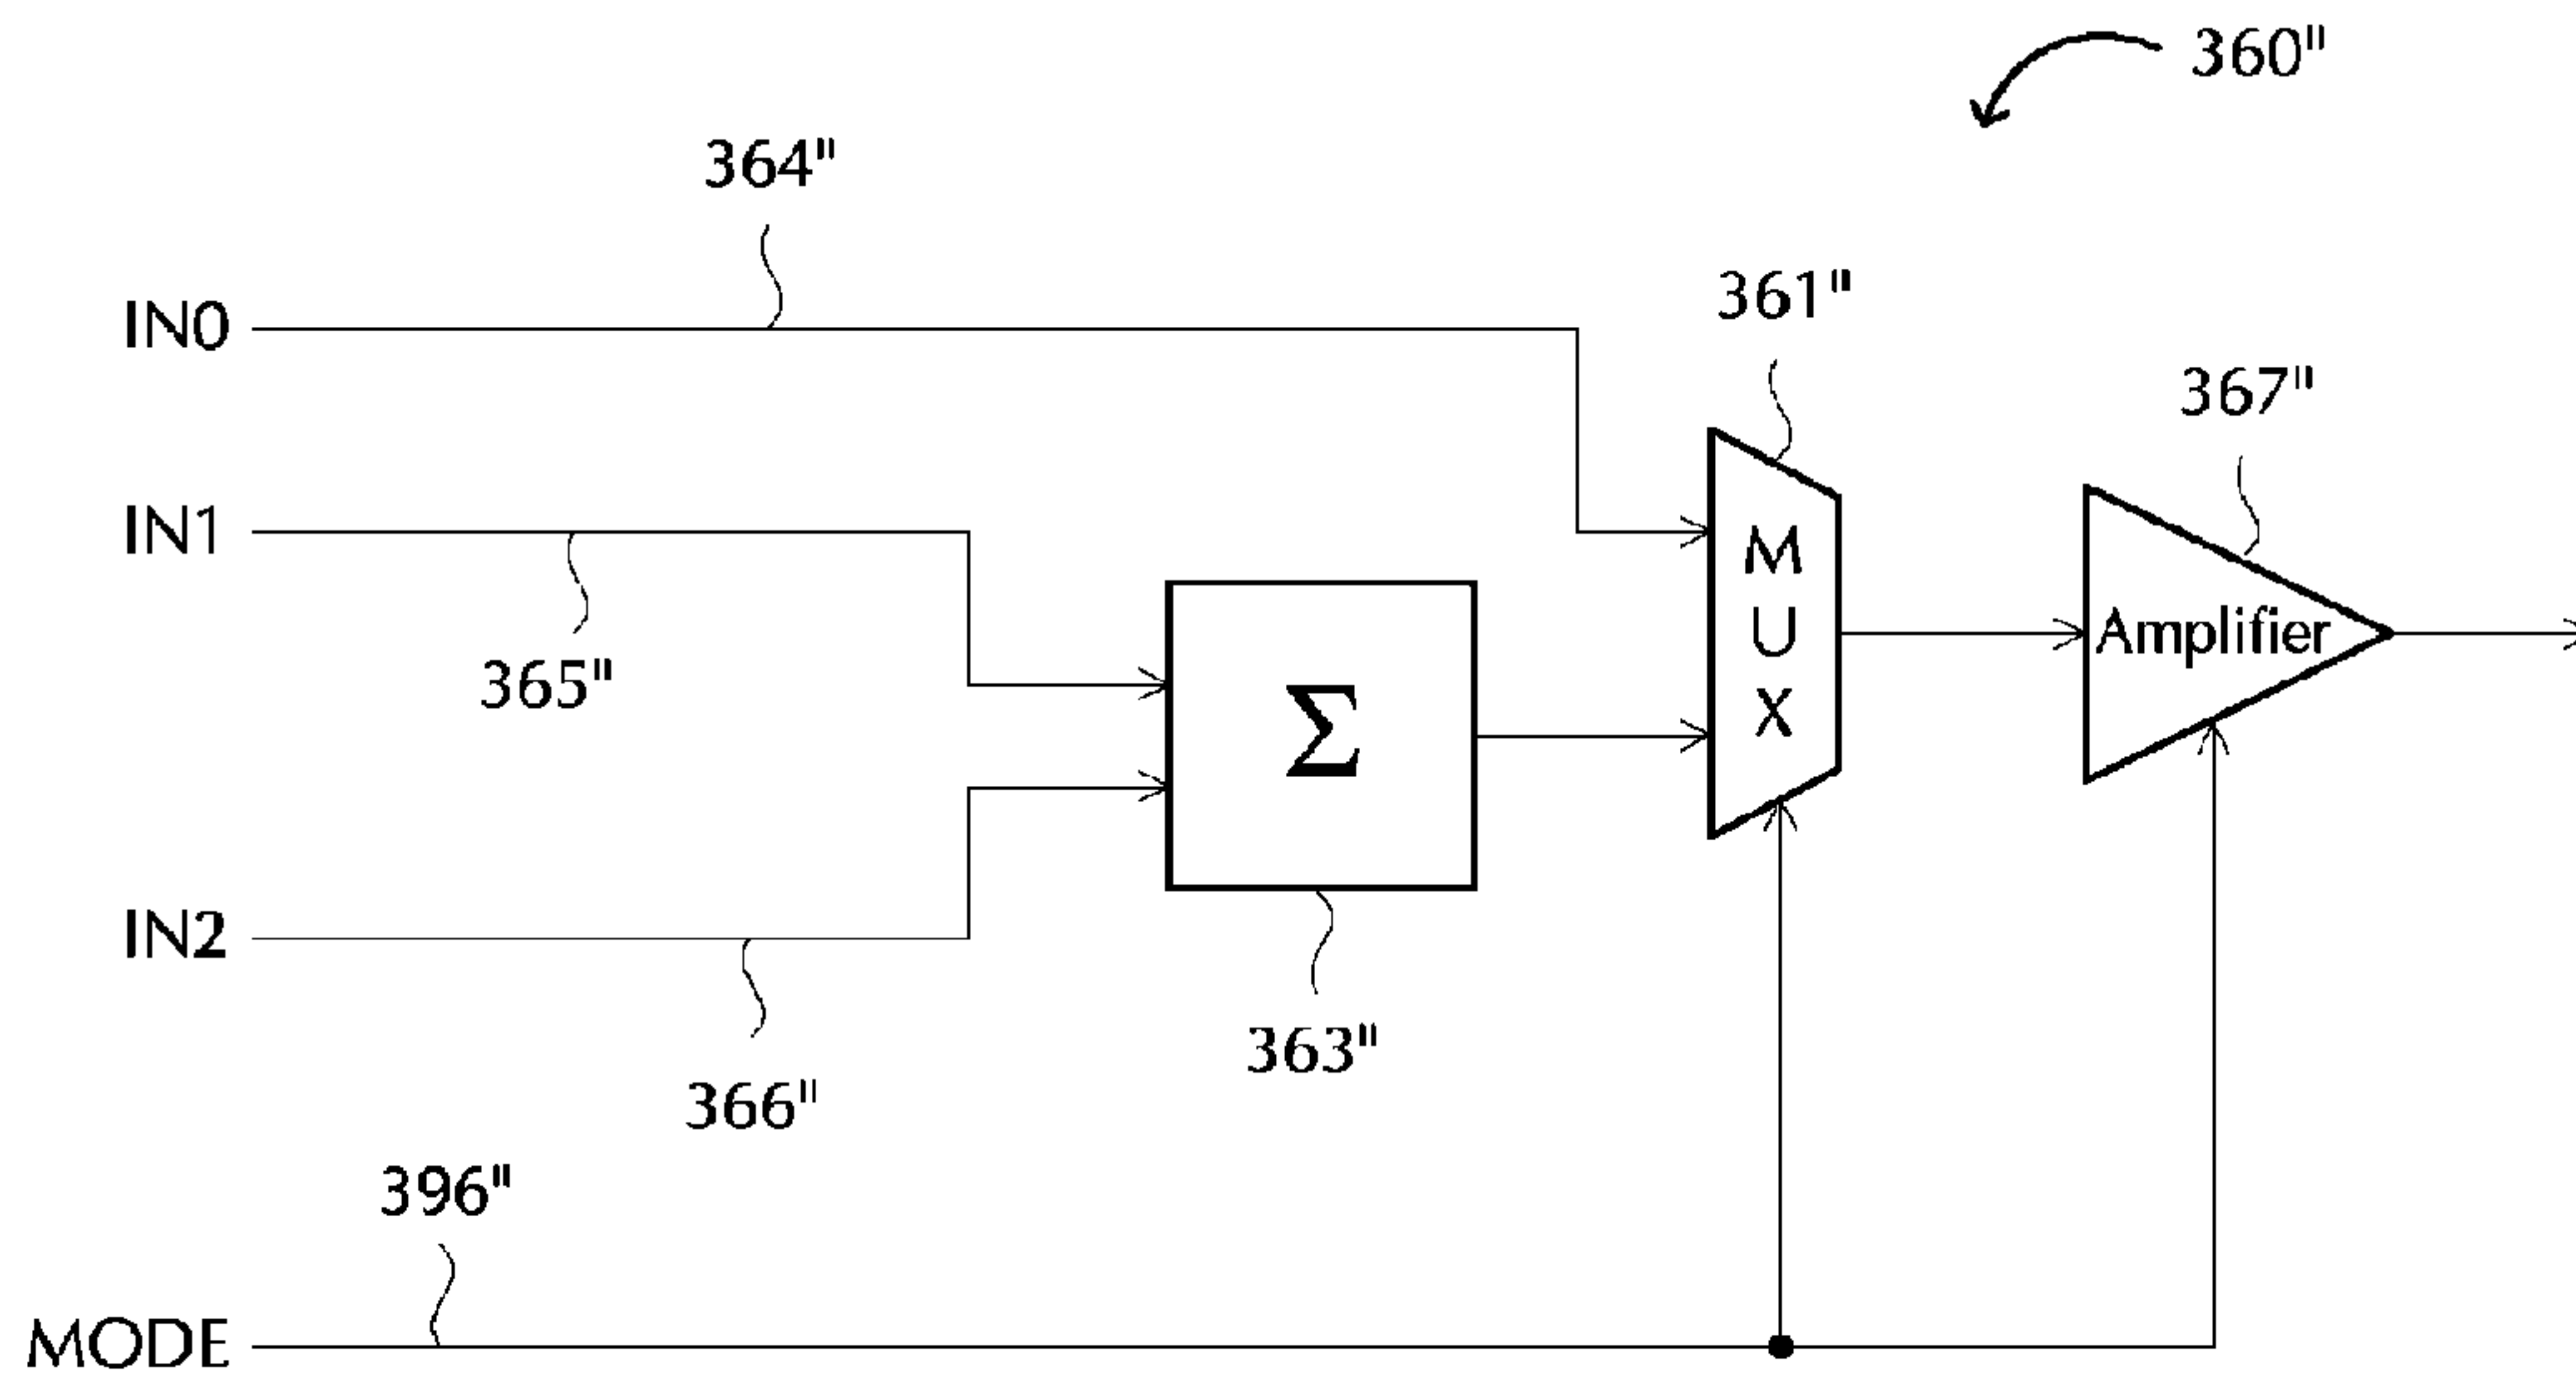 360"
364"
361"
IN0
367"
IN1
M
U
X
Amplifier
365"
Σ
IN2
363"
366"
396"
MODE